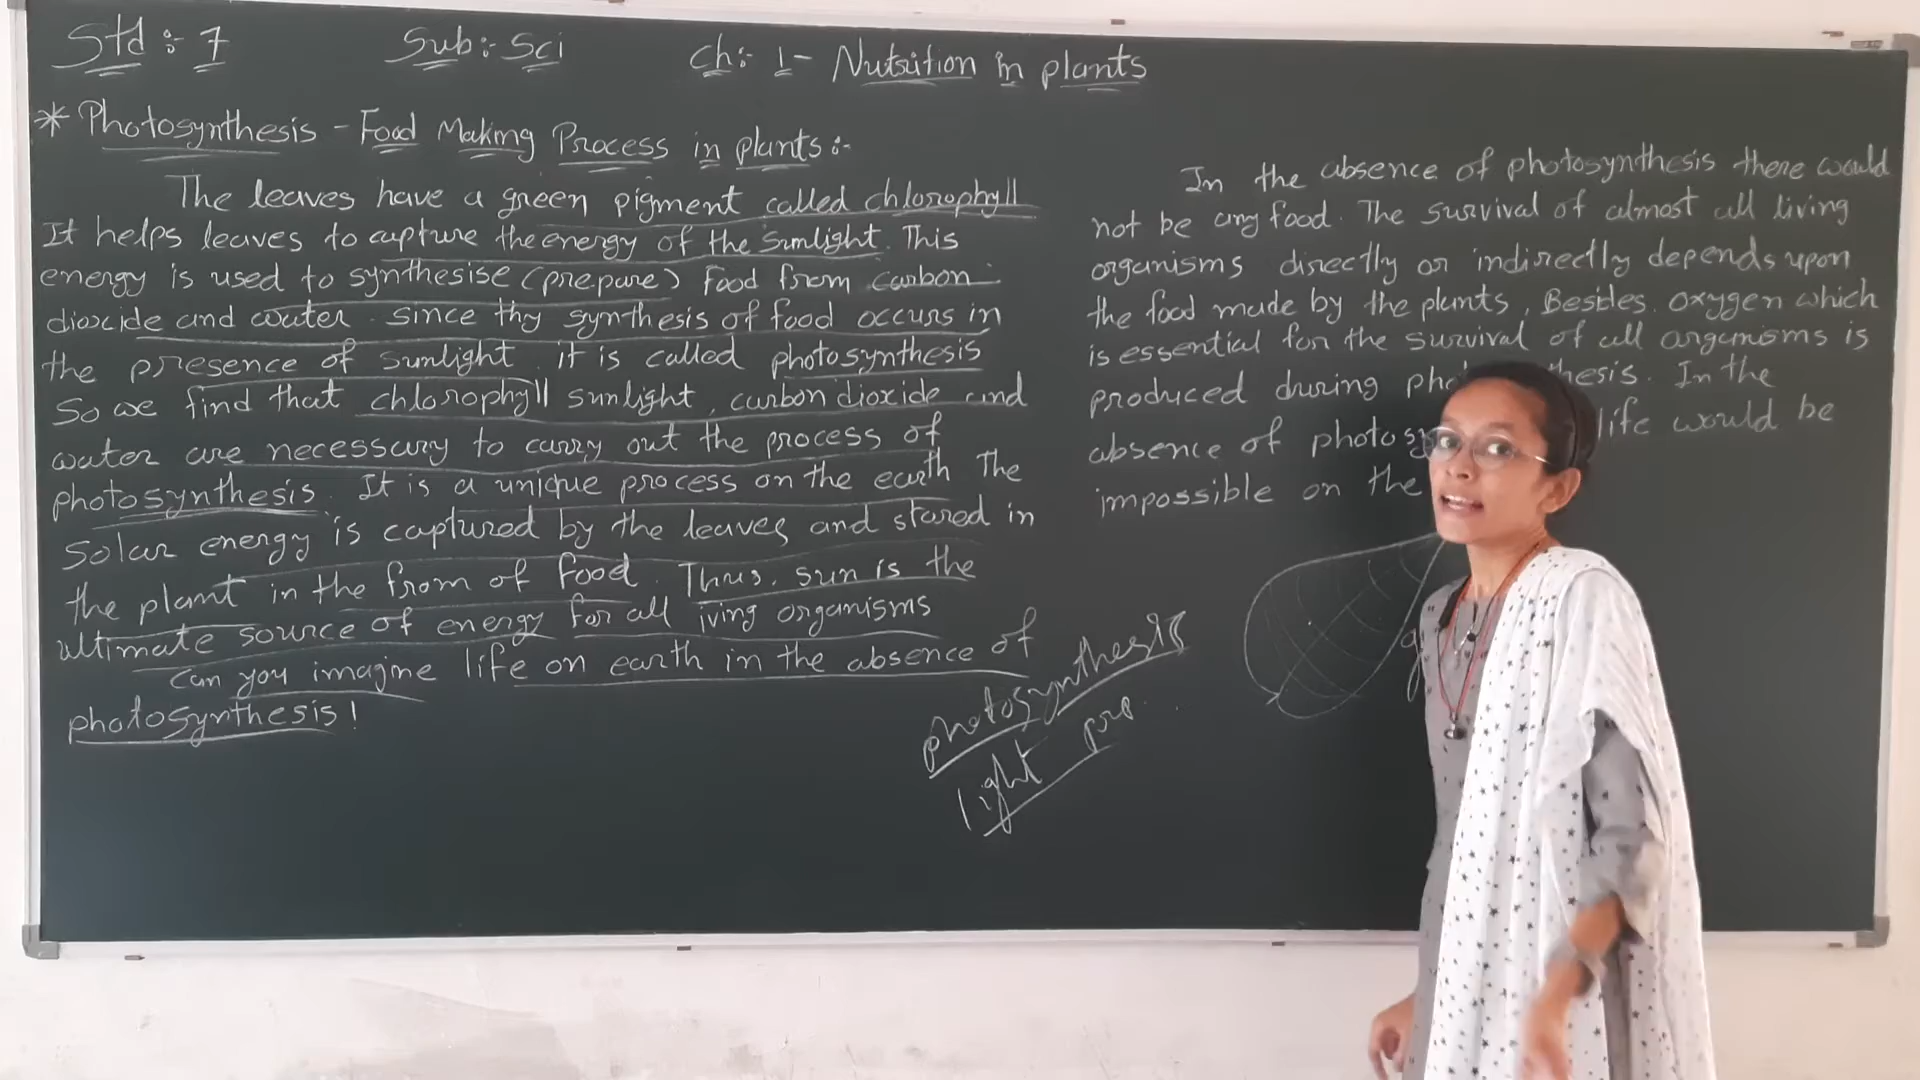 Std :- 7 Sub :- Sci Ch :- 1 - Nutrition in plants
* Photosynthesis - Food Making Process in plants :-
The leaves have a green pigment called chlorophyll
It helps leaves to capture the energy of the sunlight. This
energy is used to synthesise (prepare) food from carbon
dioxide and water. since thy synthesis of food occurs in
the presence of sunlight. it is called photosynthesis
So we find that chlorophyll sunlight, carbon dioxide and
water are necessary to carry out the process of
photosynthesis. It is a unique process on the earth The
Solar energy is captured by the leaves and stored in
the plant in the from of food. Thus, sun is the
ultimate source of energy for all iving organisms
can you imagine life on earth in the absence of
photosynthesis!
In the absence of photosynthesis there would
not be any food. The survival of almost all living
organisms directly or indirectly depends upon
the food made by the plants, Besides. oxygen which
is essential for the survival of all organisms is
produced during pho thesis. In the
absence of photosy life would be
impossible on the
photosynthesis
light pro..
g